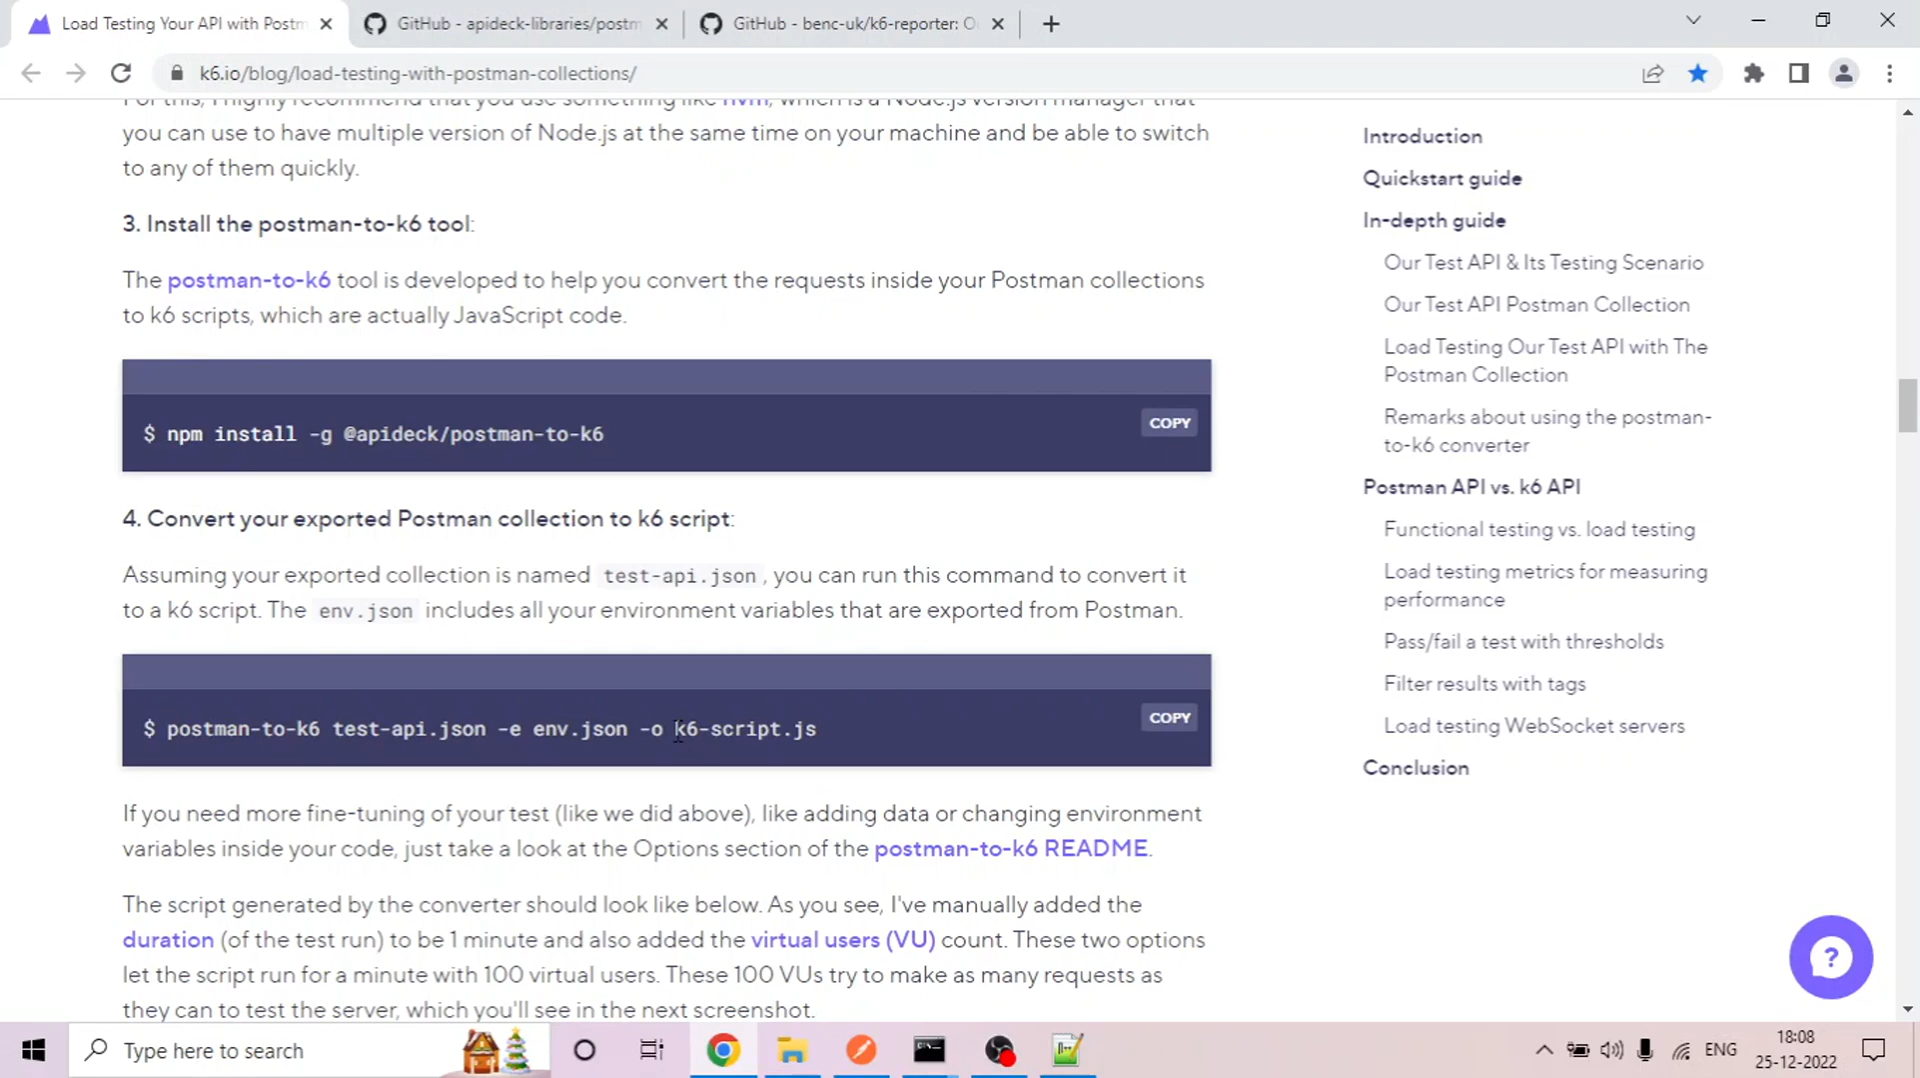 Load Testing Your API with Postm
GitHub - apideck-libraries/postm
GitHub - benc-uk/k6-reporter: O
k6.io/blog/load-testing-with-postman-collections/
For this, I highly recommend that you use something like nvm, which is a Node.js version manager that
you can use to have multiple version of Node.js at the same time on your machine and be able to switch
to any of them quickly.
3. Install the postman-to-k6 tool:
The postman-to-k6 tool is developed to help you convert the requests inside your Postman collections
to k6 scripts, which are actually JavaScript code.
COPY
$ npm install -g @apideck/postman-to-k6
4. Convert your exported Postman collection to k6 script:
Assuming your exported collection is named test-api.json, you can run this command to convert it
to a k6 script. The env.json includes all your environment variables that are exported from Postman.
COPY
$ postman-to-k6 test-api.json -e env.json -o k6-script.js
If you need more fine-tuning of your test (like we did above), like adding data or changing environment
variables inside your code, just take a look at the Options section of the postman-to-k6 README.
The script generated by the converter should look like below. As you see, I've manually added the
duration (of the test run) to be 1 minute and also added the virtual users (VU) count. These two options
let the script run for a minute with 100 virtual users. These 100 VUs try to make as many requests as
they can to test the server, which you'll see in the next screenshot.
Introduction
Quickstart guide
In-depth guide
Our Test API & Its Testing Scenario
Our Test API Postman Collection
Load Testing Our Test API with The
Postman Collection
Remarks about using the postman-
to-k6 converter
Postman API vs. k6 API
Functional testing vs. load testing
Load testing metrics for measuring
performance
Pass/fail a test with thresholds
Filter results with tags
Load testing WebSocket servers
Conclusion
?
Type here to search
ENG
18:08
25-12-2022